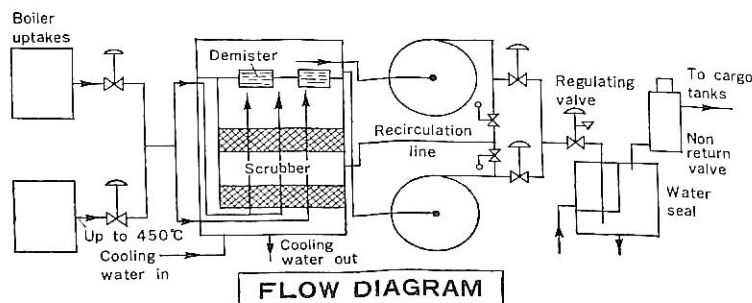 Boiler
uptakes
Demister
Scrubber
Up to 450°C
Cooling
water in
Cooling
water out
Recirculation
line
Regulating
valve
To cargo
tanks
Non
return
valve
Water
seal
FLOW DIAGRAM